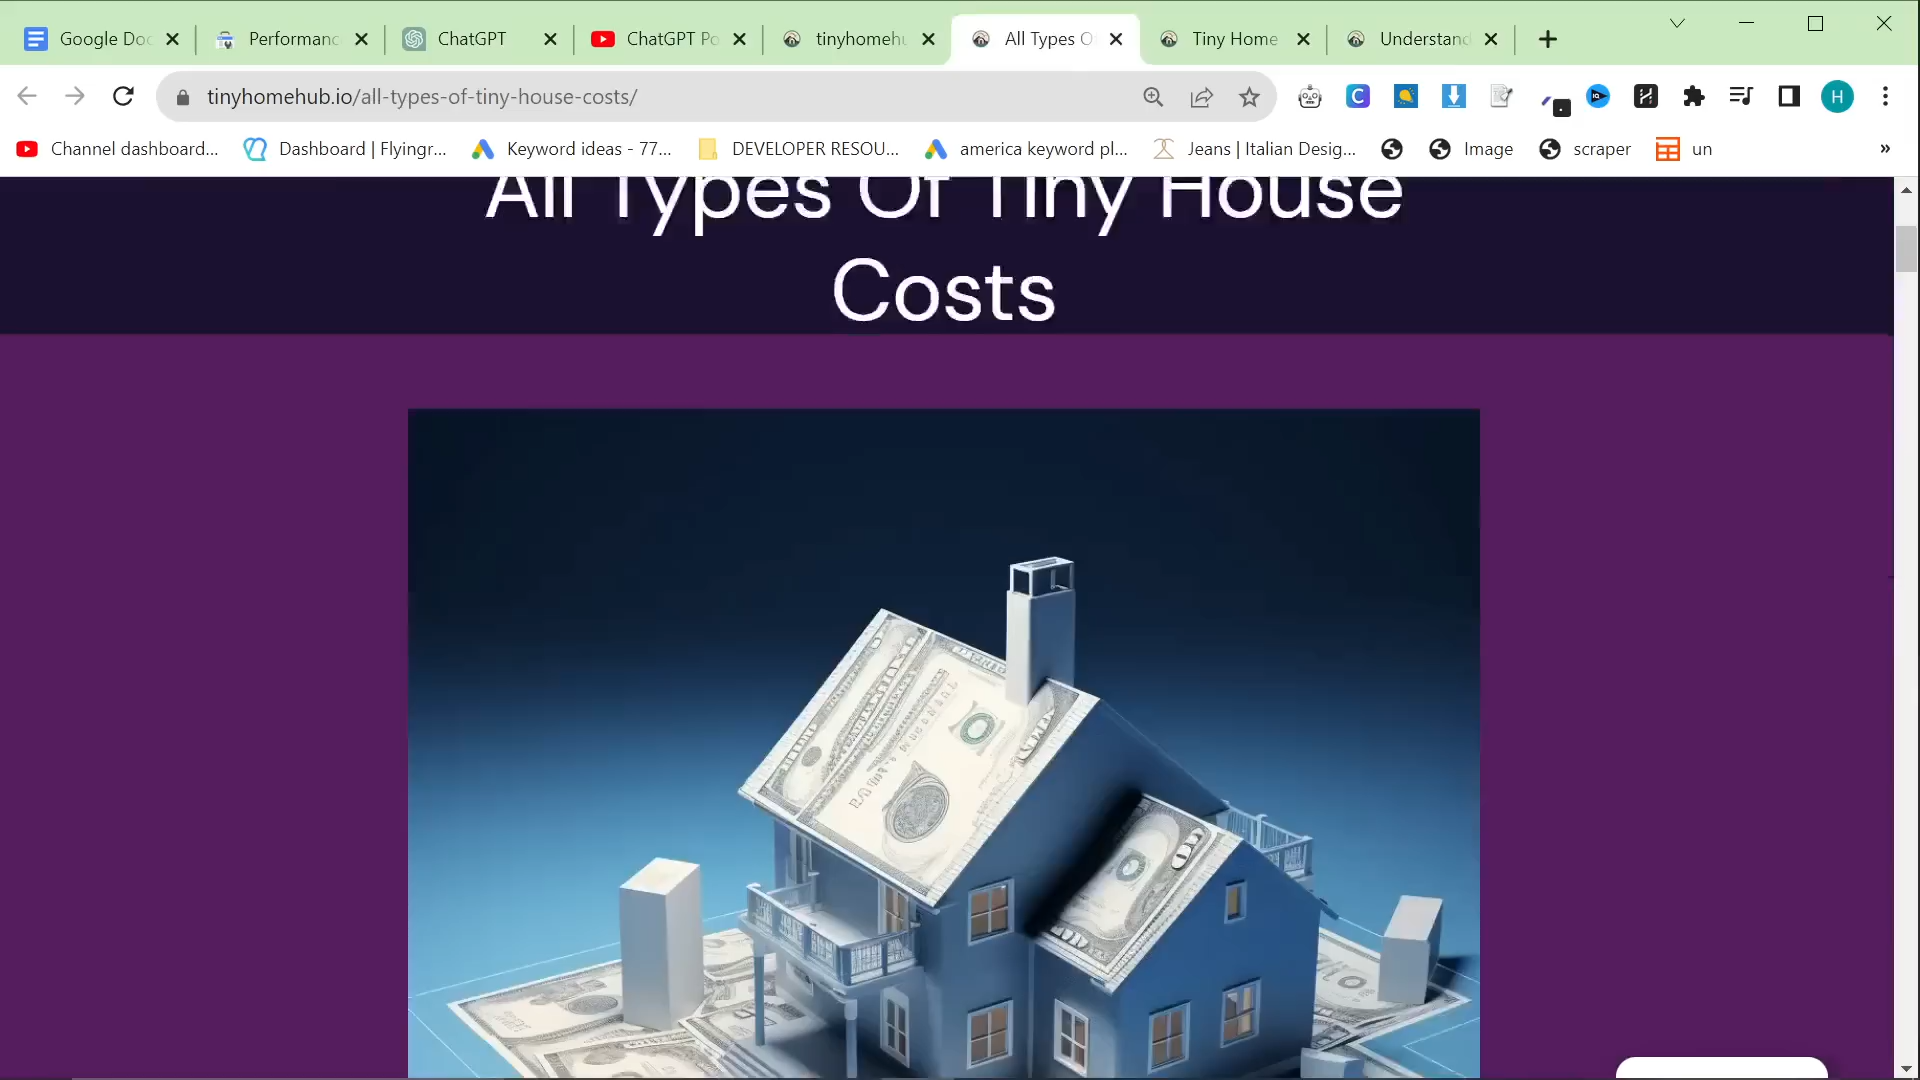 Google Doc
Performanc
ChatGPT
ChatGPT Po
tinyhomehu
All Types O
Tiny Home
Understand
tinyhomehub.io/all-types-of-tiny-house-costs/
H
Channel dashboard...
Dashboard | Flyingr...
Keyword ideas - 77...
DEVELOPER RESOU...
america keyword pl...
Jeans | Italian Desig...
Image
scraper
un
»
All Types Of Tiny House
Costs